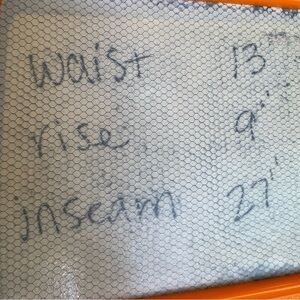 waist 13"
rise 9"
inseam 27"